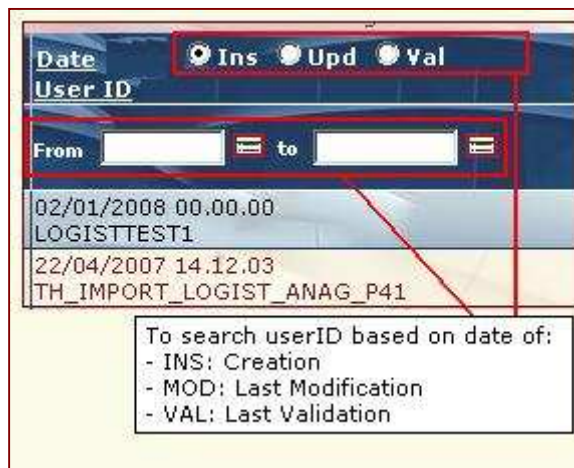 Date Ins Upd Val
User ID
From to
02/01/2008 00.00.00
LOGISTTEST1
22/04/2007 14.12.03
TH_IMPORT_LOGIST_ANAG_P41
To search userID based on date of:
- INS: Creation
- MOD: Last Modification
- VAL: Last Validation